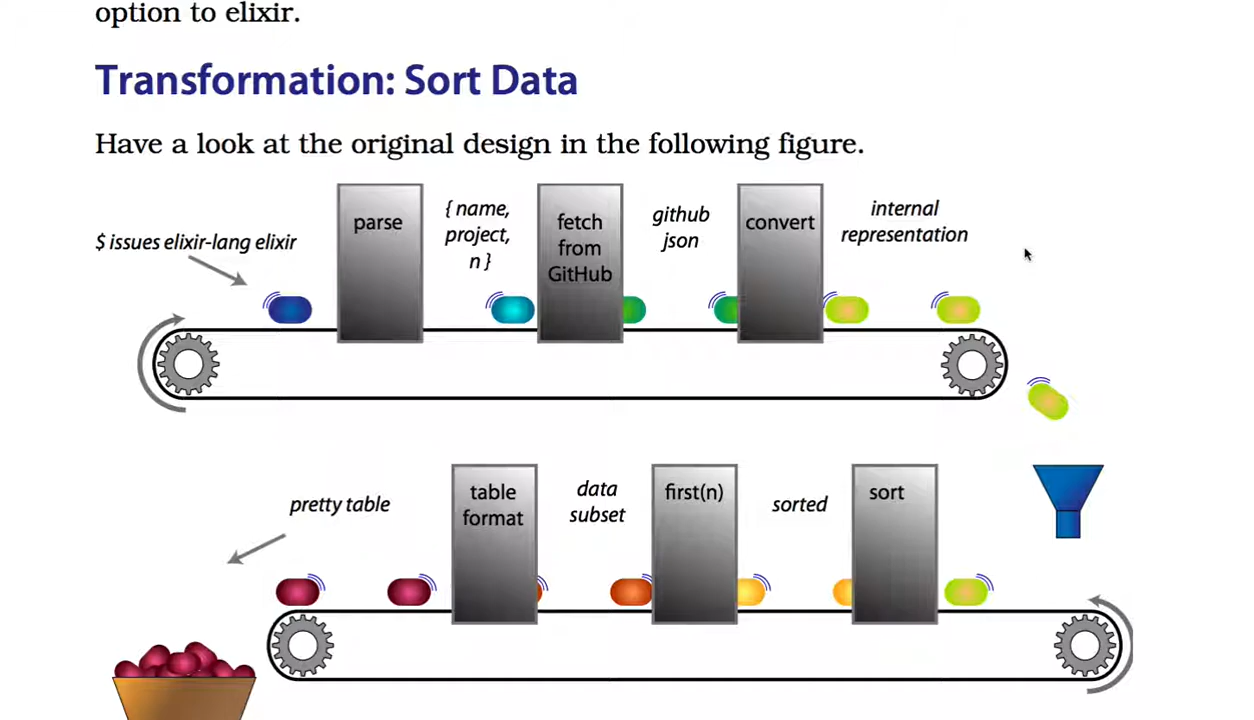 option to elixir.
Transformation: Sort Data
Have a look at the original design in the following figure.
$ issues elixir-lang elixir
parse
{ name,
project,
n }
fetch
from
GitHub
github
json
convert
internal
representation
pretty table
table
format
data
subset
first(n)
sorted
sort